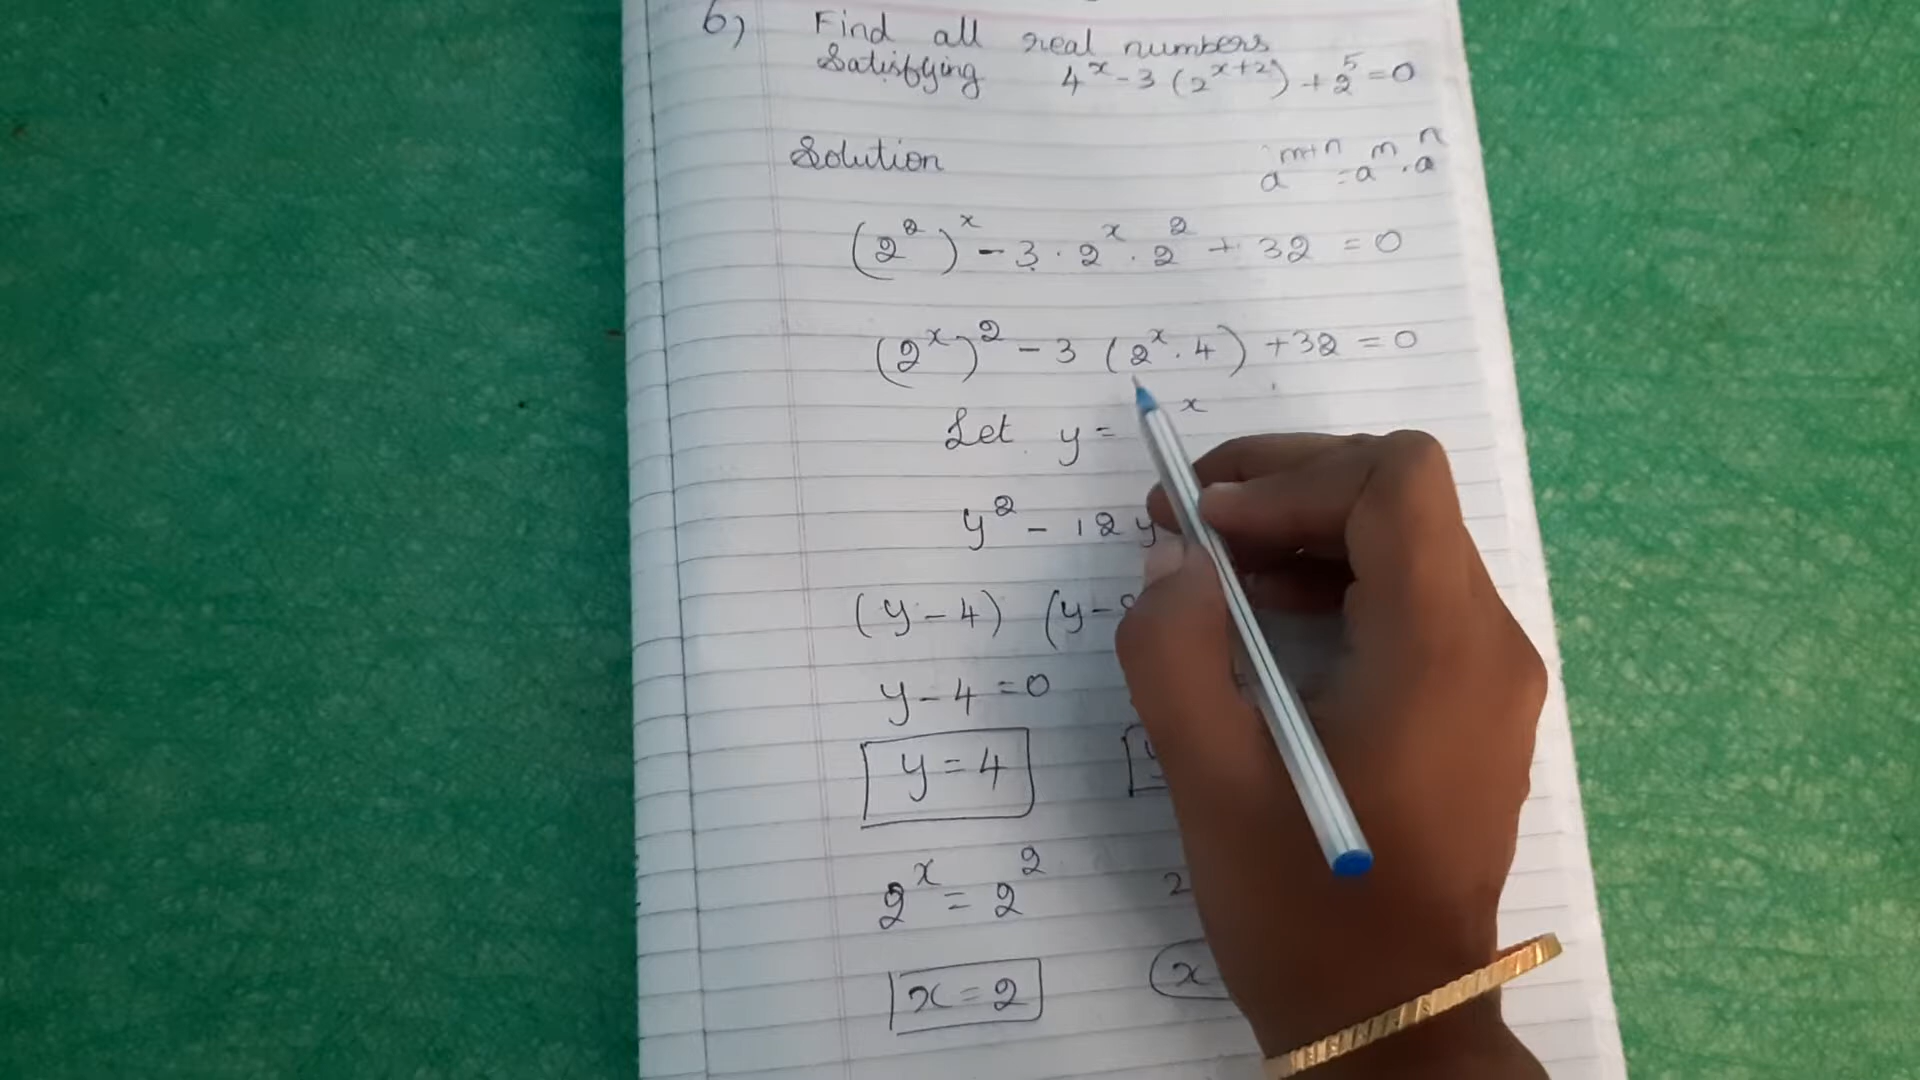 6) Find all real numbers
Satisfying 4^x - 3 (2^{x+2}) + 2^5 = 0
Solution
a^{m+n} = a^m . a^n
(2^2)^x - 3 . 2^x . 2^2 + 32 = 0
(2^x)^2 - 3 (2^x . 4) + 32 = 0
Let y = x
y^2 - 12y
(y - 4) (y -
y - 4 = 0
y = 4
2^x = 2^2 2
x = 2 x